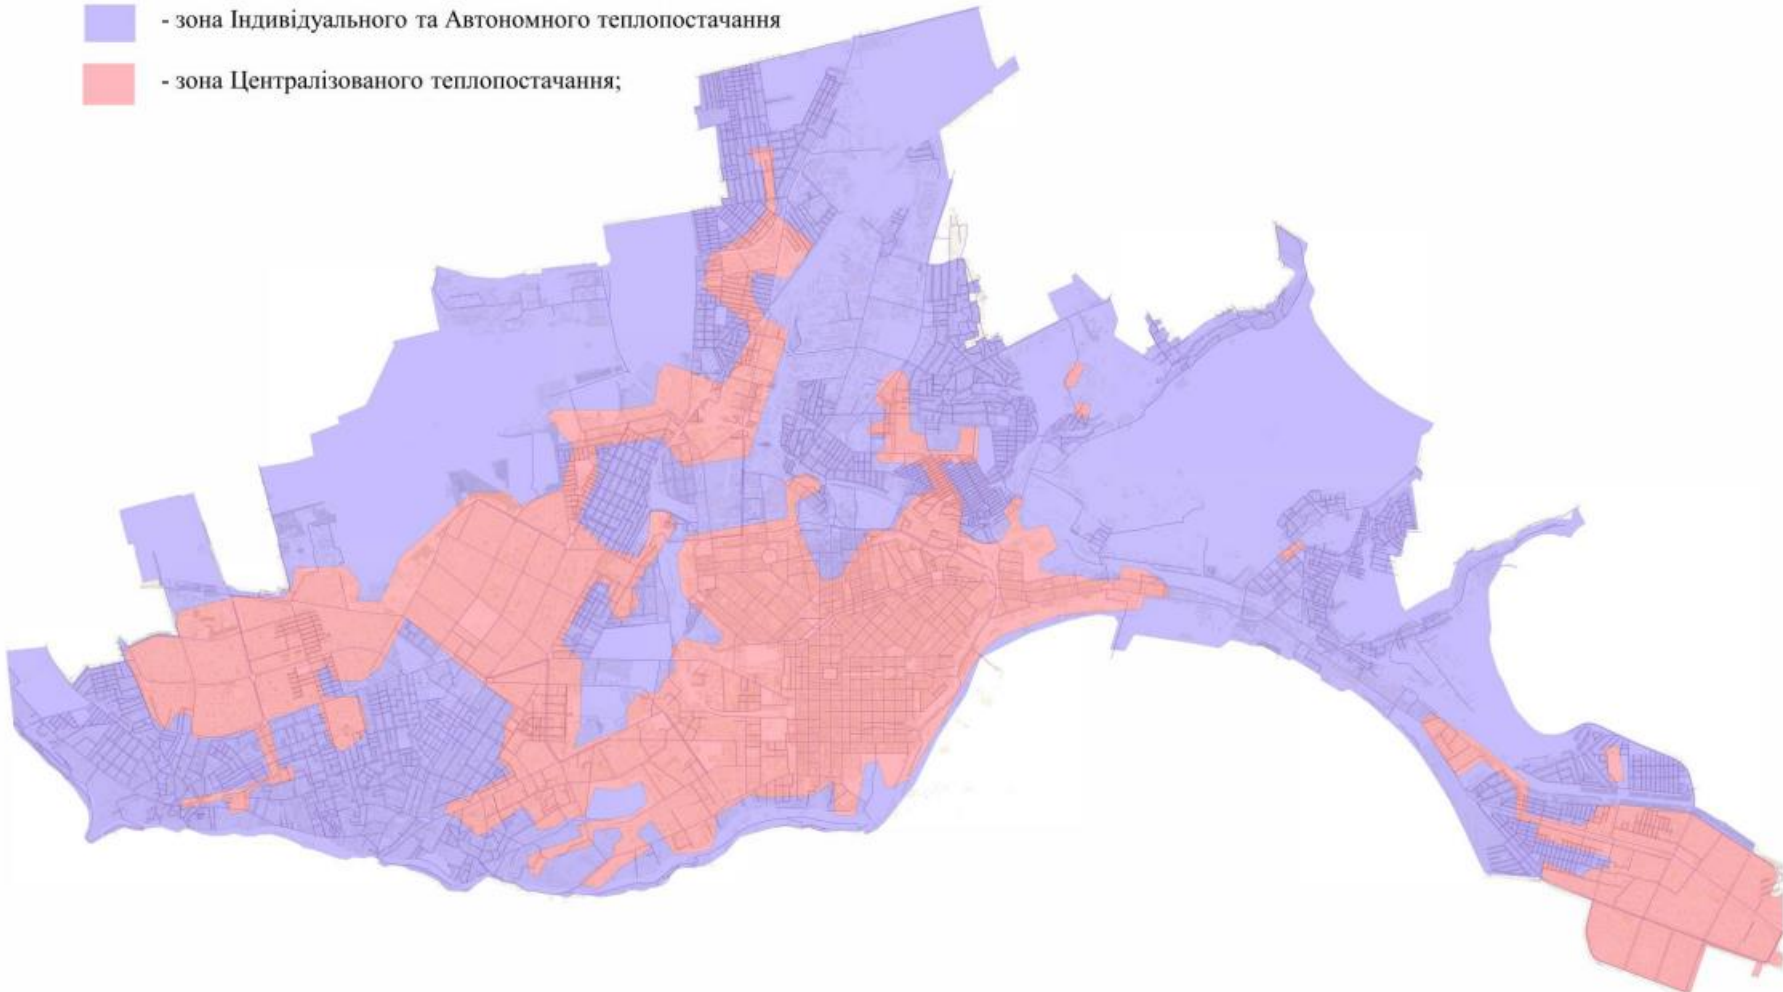 - зона Індивідуального та Автономного теплопостачання
- зона Централізованого теплопостачання;